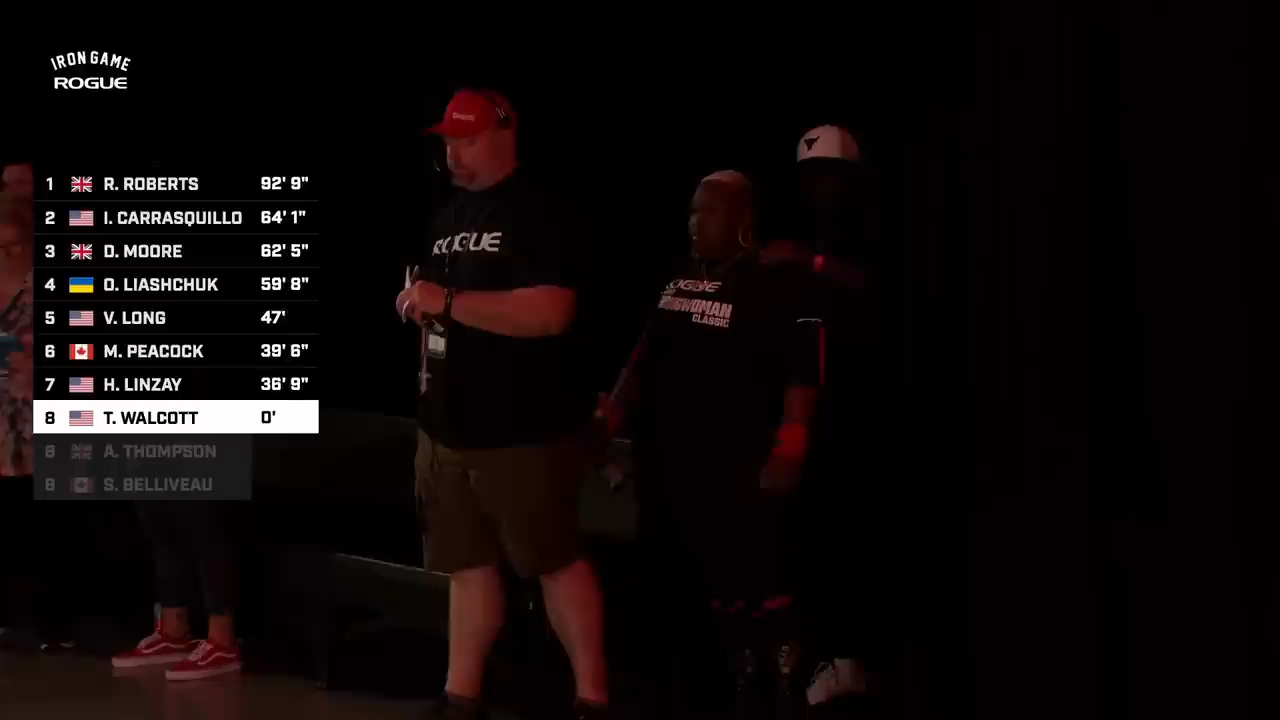 IRON GAME
ROGUE
1 R. ROBERTS 92' 9"
2 I. CARRASQUILLO 64' 1"
3 D. MOORE 62' 5"
4 O. LIASHCHUK 59' 8"
5 V. LONG 47'
6 M. PEACOCK 39' 6"
7 H. LINZAY 36' 9"
8 T. WALCOTT 0'
8 A. THOMPSON
8 S. BELLIVEAU
ROGUE
ROGUE
CLASSIC